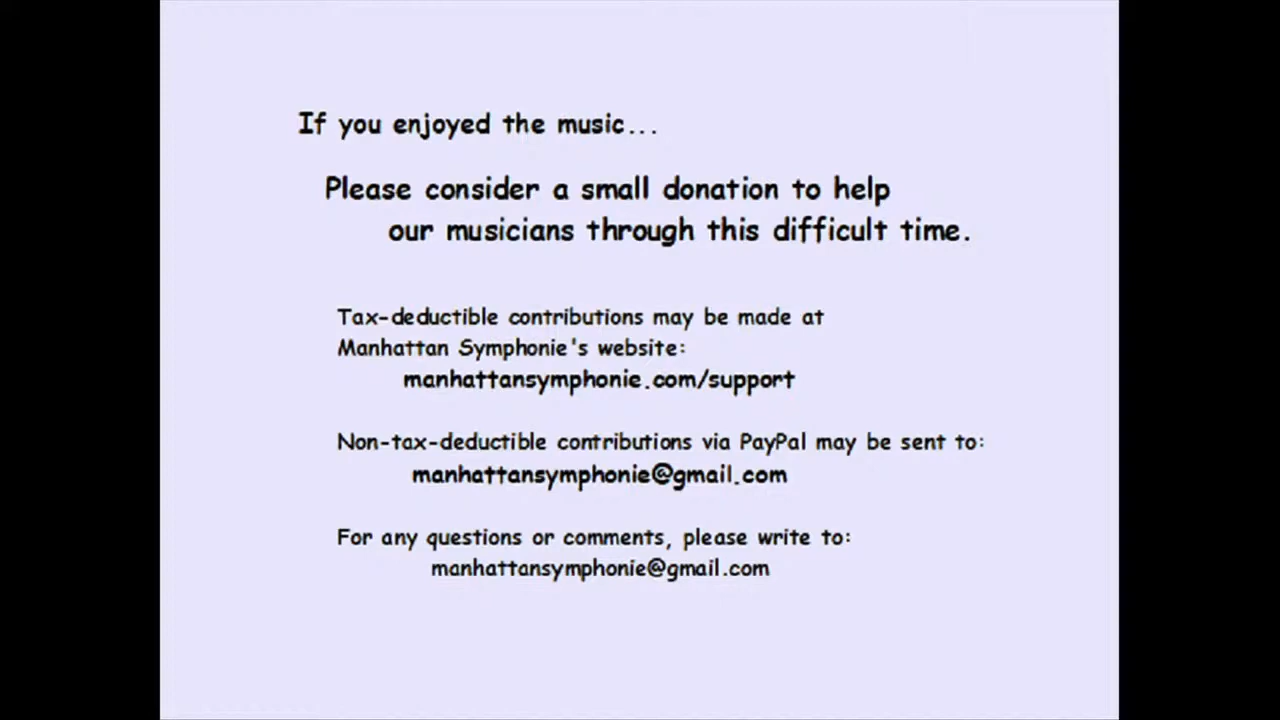 If you enjoyed the music...
Please consider a small donation to help
our musicians through this difficult time.
Tax-deductible contributions may be made at
Manhattan Symphonie's website:
manhattansymphonie.com/support
Non-tax-deductible contributions via PayPal may be sent to:
manhattansymphonie@gmail.com
For any questions or comments, please write to:
manhattansymphonie@gmail.com